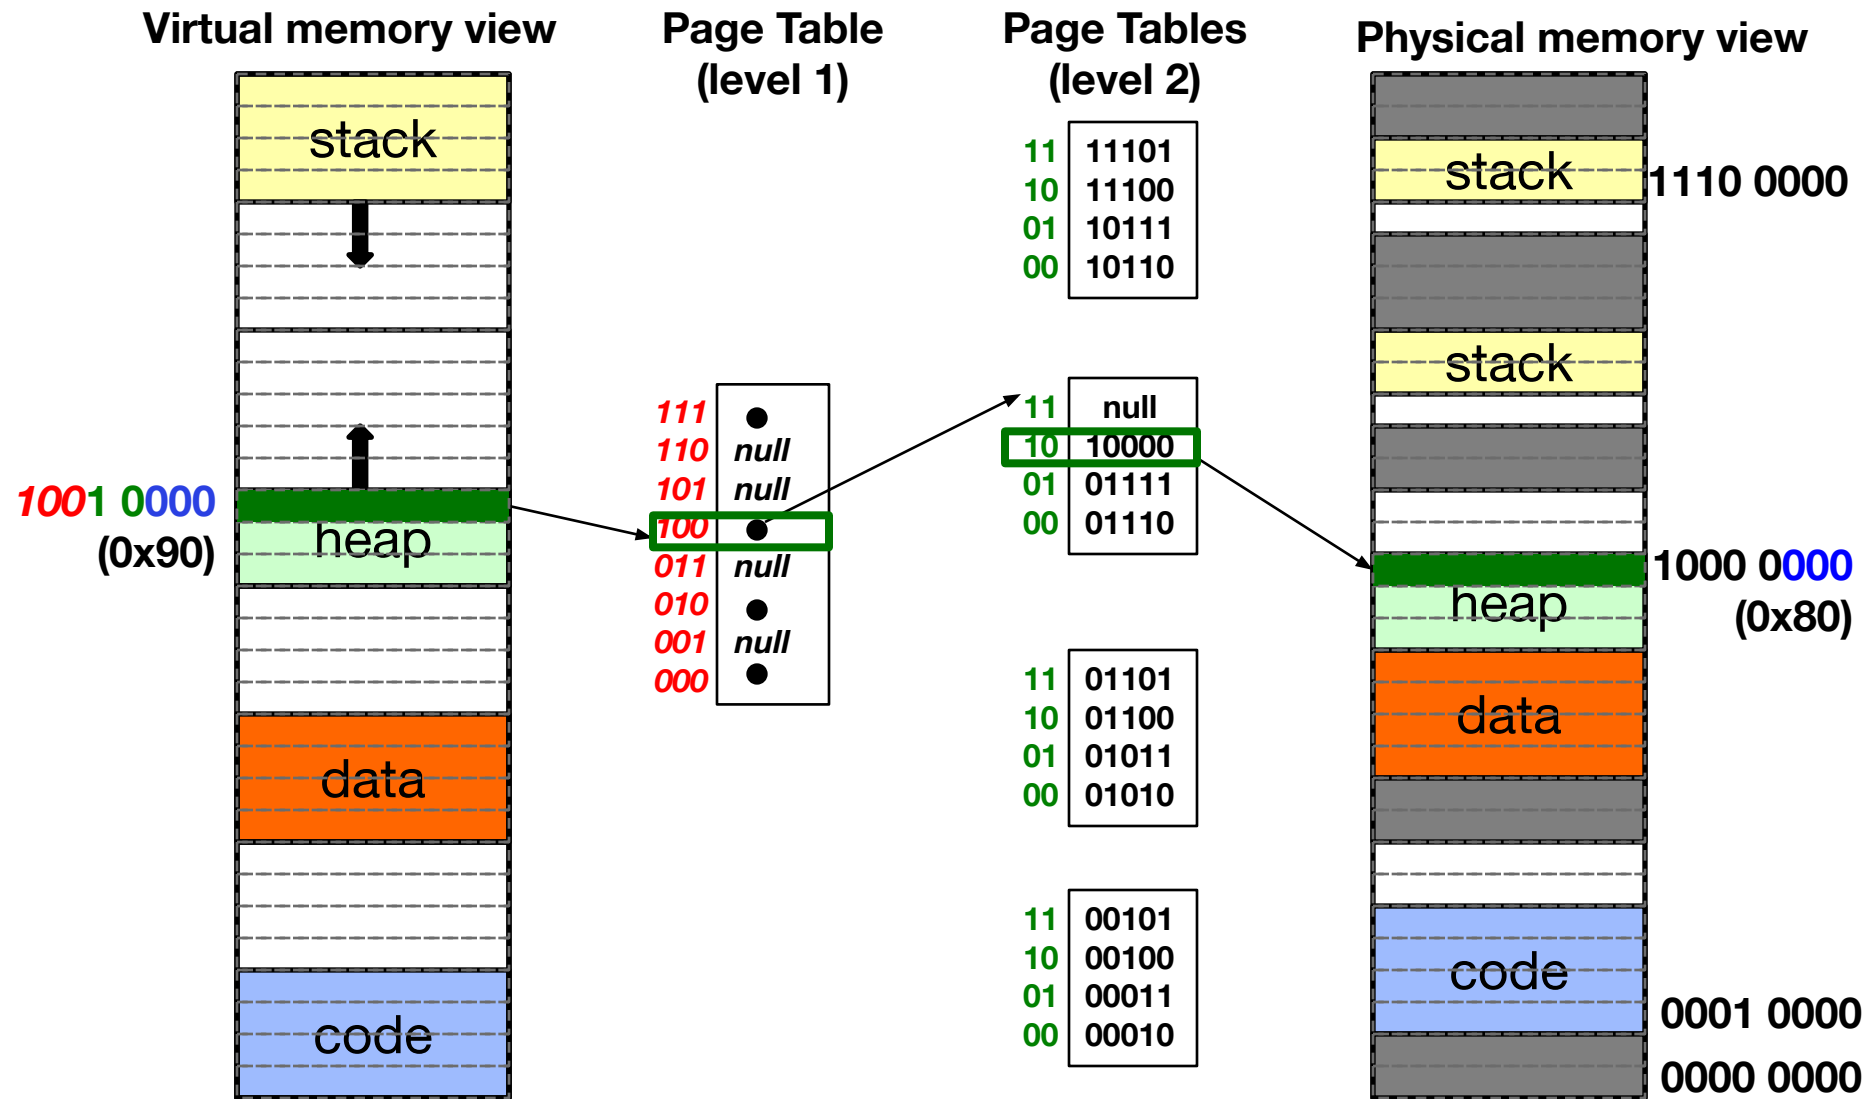 Virtual memory view
stack
1001 0000
(0x90)
heap
data
code
Page Table
(level 1)
111
110 null
101 null
100
011 null
010
001 null
000
Page Tables
(level 2)
11 11101
10 11100
01 10111
00 10110
11 null
10 10000
01 01111
00 01110
11 01101
10 01100
01 01011
00 01010
11 00101
10 00100
01 00011
00 00010
Physical memory view
stack 1110 0000
stack
1000 0000
heap (0x80)
data
code
0001 0000
0000 0000